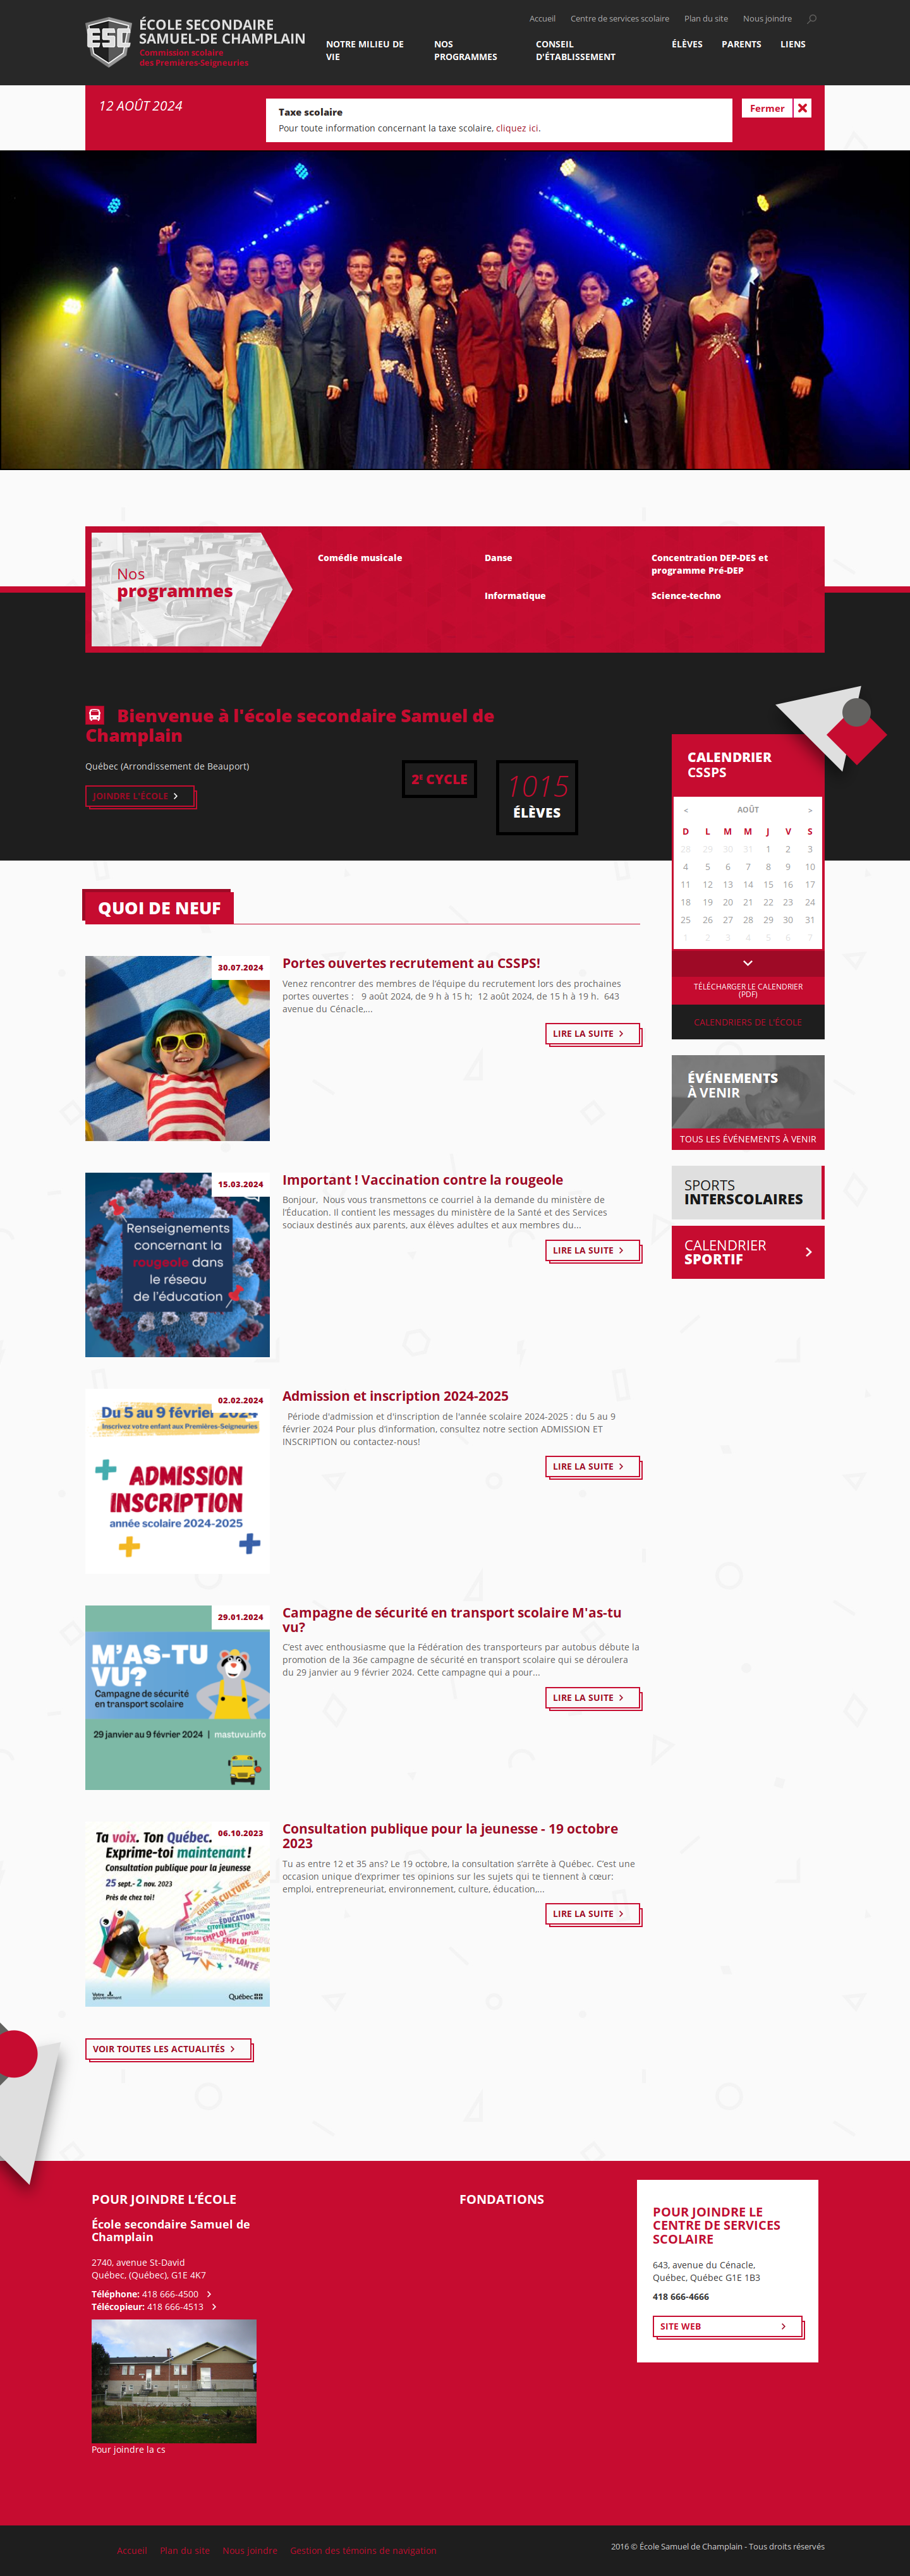 ÉCOLE SECONDAIRE
SAMUEL-DE CHAMPLAIN
Commission scolaire
des Premières-Seigneuries
Accueil Centre de services scolaire Plan du site Nous joindre
NOTRE MILIEU DE VIE
NOS PROGRAMMES
CONSEIL D'ÉTABLISSEMENT
ÉLÈVES
PARENTS
LIENS
12 AOÛT 2024
Taxe scolaire
Pour toute information concernant la taxe scolaire, cliquez ici.
Fermer
Nos
programmes
Comédie musicale
Danse
Concentration DEP-DES et
programme Pré-DEP
Informatique
Science-techno
Bienvenue à l'école secondaire Samuel de
Champlain
Québec (Arrondissement de Beauport)
JOINDRE L'ÉCOLE
2e CYCLE
1015
ÉLÈVES
CALENDRIER
CSSPS
< AOÛT >
D L M M J V S
28 29 30 31 1 2 3
4 5 6 7 8 9 10
11 12 13 14 15 16 17
18 19 20 21 22 23 24
25 26 27 28 29 30 31
1 2 3 4 5 6 7
TÉLÉCHARGER LE CALENDRIER
(PDF)
CALENDRIERS DE L'ÉCOLE
ÉVÉNEMENTS
À VENIR
TOUS LES ÉVÉNEMENTS À VENIR
SPORTS
INTERSCOLAIRES
CALENDRIER
SPORTIF
QUOI DE NEUF
30.07.2024
Portes ouvertes recrutement au CSSPS!
Venez rencontrer des membres de l'équipe du recrutement lors des prochaines
portes ouvertes : 9 août 2024, de 9 h à 15 h; 12 août 2024, de 15 h à 19 h. 643
avenue du Cénacle,...
LIRE LA SUITE
15.03.2024
Renseignements
concernant la
rougeole dans
le réseau
de l'éducation
Important ! Vaccination contre la rougeole
Bonjour, Nous vous transmettons ce courriel à la demande du ministère de
l'Éducation. Il contient les messages du ministère de la Santé et des Services
sociaux destinés aux parents, aux élèves adultes et aux membres du...
LIRE LA SUITE
02.02.2024
Du 5 au 9 février 2024
Inscrivez votre enfant aux Premières-Seigneuries
ADMISSION
INSCRIPTION
année scolaire 2024-2025
Admission et inscription 2024-2025
Période d'admission et d'inscription de l'année scolaire 2024-2025 : du 5 au 9
février 2024 Pour plus d'information, consultez notre section ADMISSION ET
INSCRIPTION ou contactez-nous!
LIRE LA SUITE
29.01.2024
M'AS-TU
VU?
Campagne de sécurité
en transport scolaire
29 janvier au 9 février 2024 | mastuvu.info
Campagne de sécurité en transport scolaire M'as-tu
vu?
C'est avec enthousiasme que la Fédération des transporteurs par autobus débute la
promotion de la 36e campagne de sécurité en transport scolaire qui se déroulera
du 29 janvier au 9 février 2024. Cette campagne qui a pour...
LIRE LA SUITE
06.10.2023
Ta voix. Ton Québec.
Exprime-toi maintenant!
Consultation publique pour la jeunesse
25 sept.- 2 nov. 2023
Près de chez toi!
CULTURE CULTURE
ÉDUCATION
EMPLOI EMPLOI EMPLOI
SANTÉ
Votre gouvernement
Québec
Consultation publique pour la jeunesse - 19 octobre
2023
Tu as entre 12 et 35 ans? Le 19 octobre, la consultation s'arrête à Québec. C'est une
occasion unique d'exprimer tes opinions sur les sujets qui te tiennent à cœur:
emploi, entrepreneuriat, environnement, culture, éducation,...
LIRE LA SUITE
VOIR TOUTES LES ACTUALITÉS
POUR JOINDRE L'ÉCOLE
École secondaire Samuel de
Champlain
2740, avenue St-David
Québec, (Québec), G1E 4K7
Téléphone: 418 666-4500
Télécopieur: 418 666-4513
Pour joindre la cs
FONDATIONS
POUR JOINDRE LE
CENTRE DE SERVICES
SCOLAIRE
643, avenue du Cénacle,
Québec, Québec G1E 1B3
418 666-4666
SITE WEB
Accueil Plan du site Nous joindre Gestion des témoins de navigation
2016 © École Samuel de Champlain - Tous droits réservés